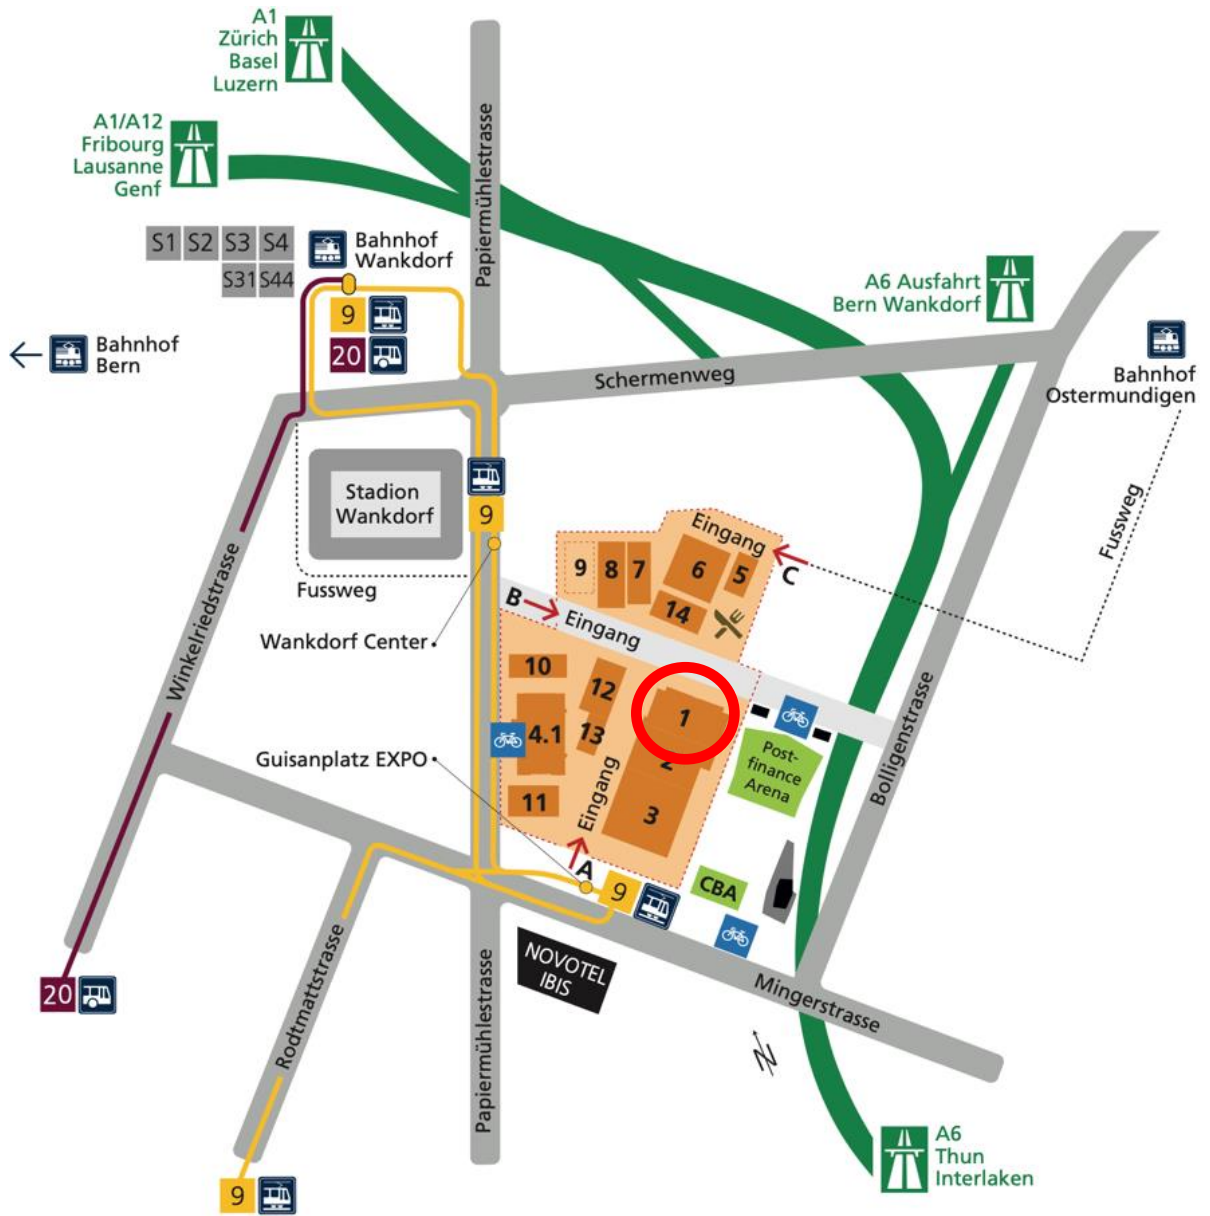 A1
Zürich
Basel
Luzern
A1/A12
Fribourg
Lausanne
Genf
Papiermühlestrasse
S1 S2 S3 S4
S31 S44
Bahnhof
Wankdorf
9
20
Bahnhof
Bern
A6 Ausfahrt
Bern Wankdorf
Bahnhof
Ostermundigen
Schermenweg
Stadion
Wankdorf
9
Fussweg
Fussweg
Winkelriedstrasse
Wankdorf Center
Eingang
C
9 8 7 6 5
14
B
Eingang
10
12
1
4.1
13
2
11
3
Eingang
A
Post-
finance
Arena
Bolligenstrasse
Guisanplatz EXPO
9
CBA
NOVOTEL
IBIS
Mingerstrasse
N
20
Rodtmattstrasse
Papiermühlestrasse
9
A6
Thun
Interlaken